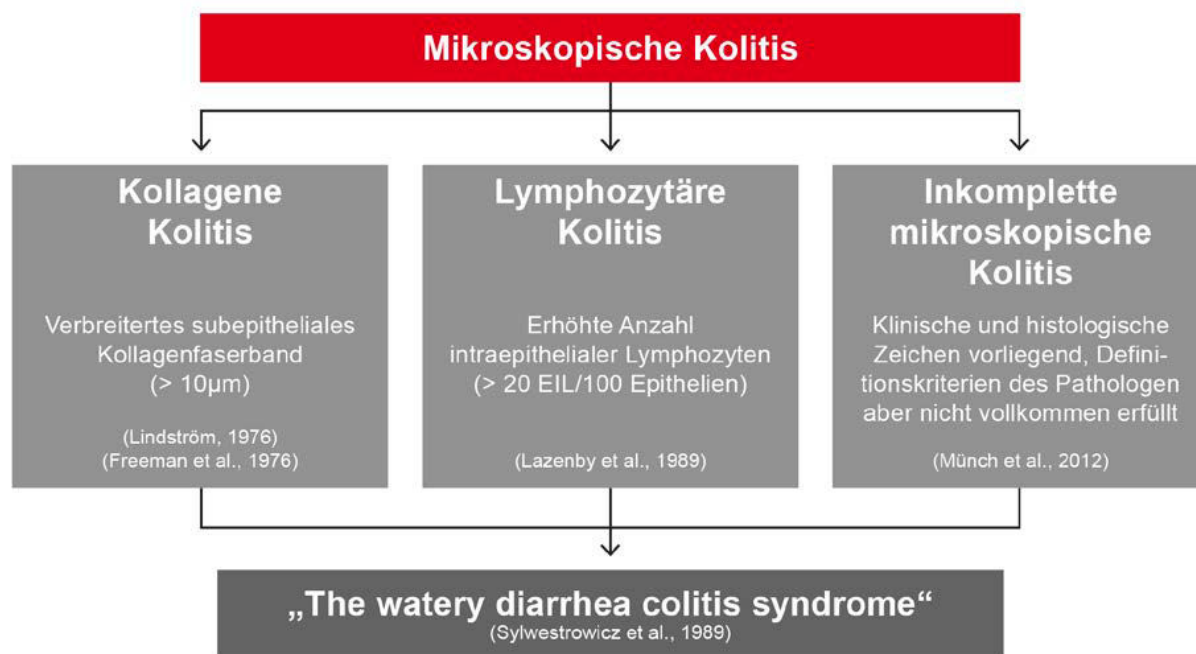 Mikroskopische Kolitis
Kollagene
Kolitis
Verbreitertes subepitheliales
Kollagenfaserband
(> 10µm)
(Lindström, 1976)
(Freeman et al., 1976)
Lymphozytäre
Kolitis
Erhöhte Anzahl
intraepithelialer Lymphozyten
(> 20 EIL/100 Epithelien)
(Lazenby et al., 1989)
Inkomplette
mikroskopische
Kolitis
Klinische und histologische
Zeichen vorliegend, Defini-
tionskriterien des Pathologen
aber nicht vollkommen erfüllt
(Münch et al., 2012)
„The watery diarrhea colitis syndrome“
(Sylwestrowicz et al., 1989)